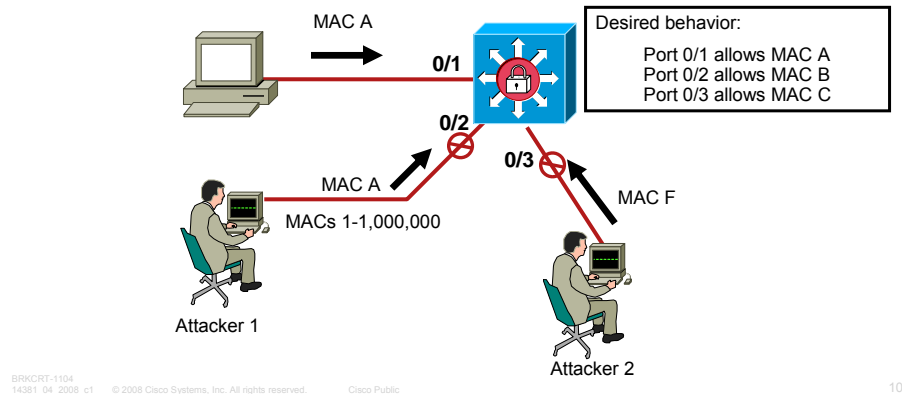 MAC A
Desired behavior:
Port 0/1 allows MAC A
Port 0/2 allows MAC B
Port 0/3 allows MAC C
0/1
0/2
0/3
MAC A
MAC F
MACs 1-1,000,000
Attacker 1
Attacker 2
BRKCRT-1104
14381_04_2008_c1 © 2008 Cisco Systems, Inc. All rights reserved. Cisco Public 10